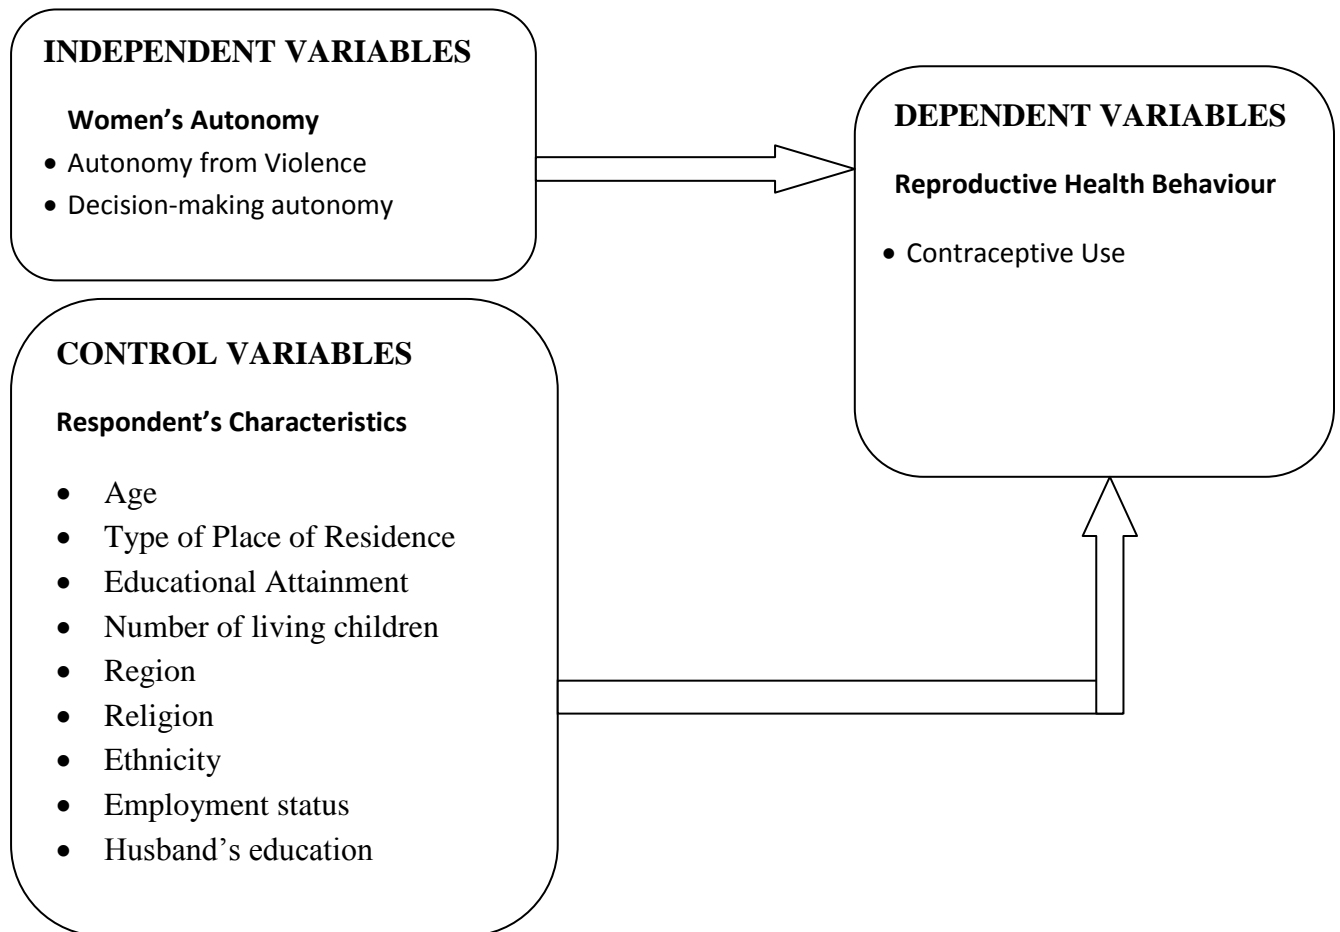 INDEPENDENT VARIABLES
Women’s Autonomy
• Autonomy from Violence
• Decision-making autonomy
DEPENDENT VARIABLES
Reproductive Health Behaviour
• Contraceptive Use
CONTROL VARIABLES
Respondent’s Characteristics
• Age
• Type of Place of Residence
• Educational Attainment
• Number of living children
• Region
• Religion
• Ethnicity
• Employment status
• Husband’s education